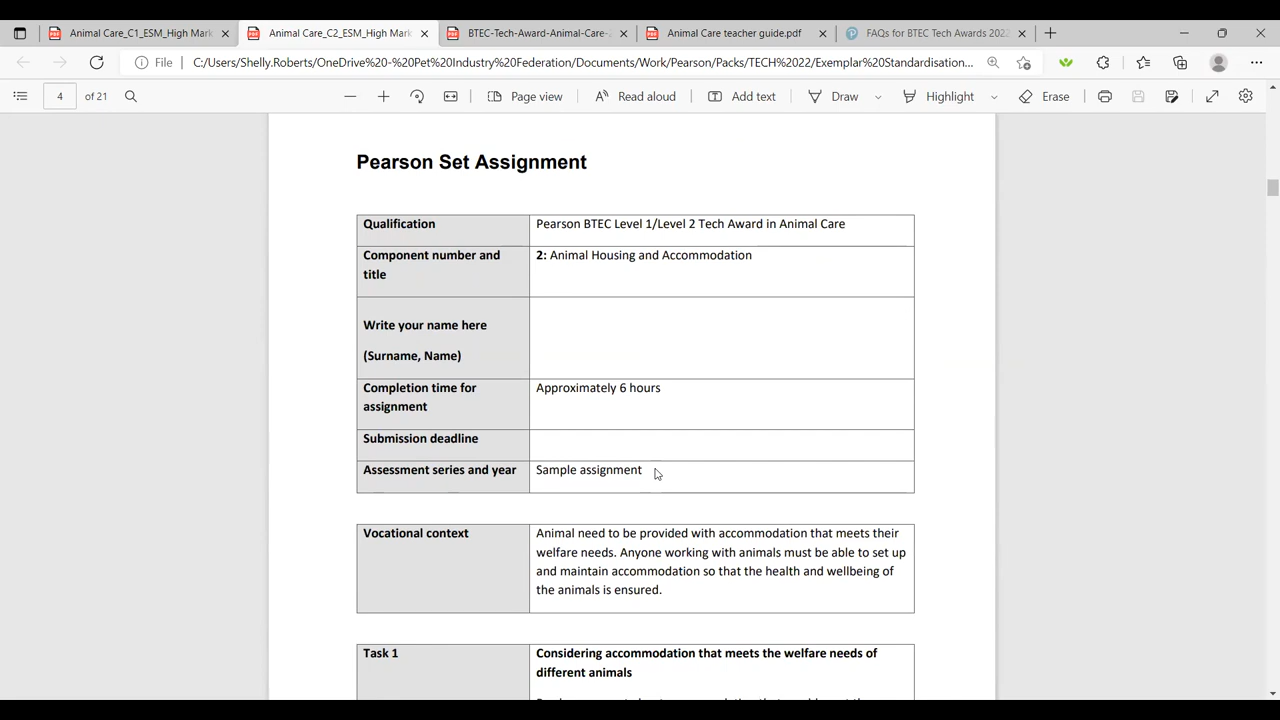 Animal Care_C1_ESM_High Mark
Animal Care_C2_ESM_High Mark
BTEC-Tech-Award-Animal-Care-
Animal Care teacher guide.pdf
FAQs for BTEC Tech Awards 2022
File
C:/Users/Shelly.Roberts/OneDrive%20-%20Pet%20Industry%20Federation/Documents/Work/Pearson/Packs/TECH%2022/Exemplar%20Standardisation...
4
of 21
Page view
Read aloud
Add text
Draw
Highlight
Erase
Pearson Set Assignment
Qualification
Pearson BTEC Level 1/Level 2 Tech Award in Animal Care
Component number and
title
2: Animal Housing and Accommodation
Write your name here
(Surname, Name)
Completion time for
assignment
Approximately 6 hours
Submission deadline
Assessment series and year
Sample assignment
Vocational context
Animal need to be provided with accommodation that meets their
welfare needs. Anyone working with animals must be able to set up
and maintain accommodation so that the health and wellbeing of
the animals is ensured.
Task 1
Considering accommodation that meets the welfare needs of
different animals